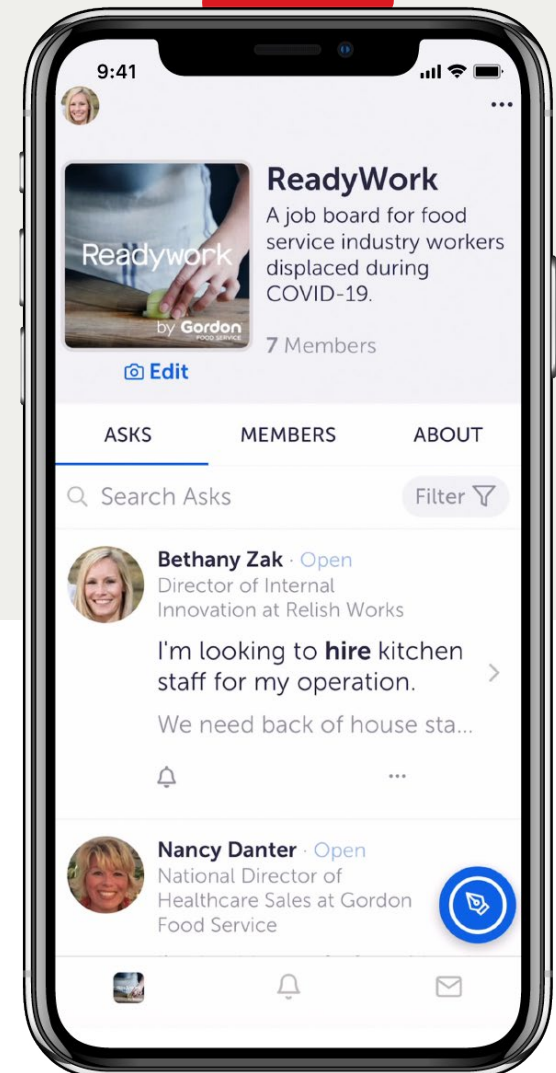 9:41
ReadyWork
A job board for food
service industry workers
displaced during
COVID-19.
7 Members
Readywork
by Gordon
FOOD SERVICE
Edit
ASKS MEMBERS ABOUT
Search Asks Filter
Bethany Zak · Open
Director of Internal
Innovation at Relish Works
I'm looking to hire kitchen
staff for my operation.
We need back of house sta...
Nancy Danter · Open
National Director of
Healthcare Sales at Gordon
Food Service